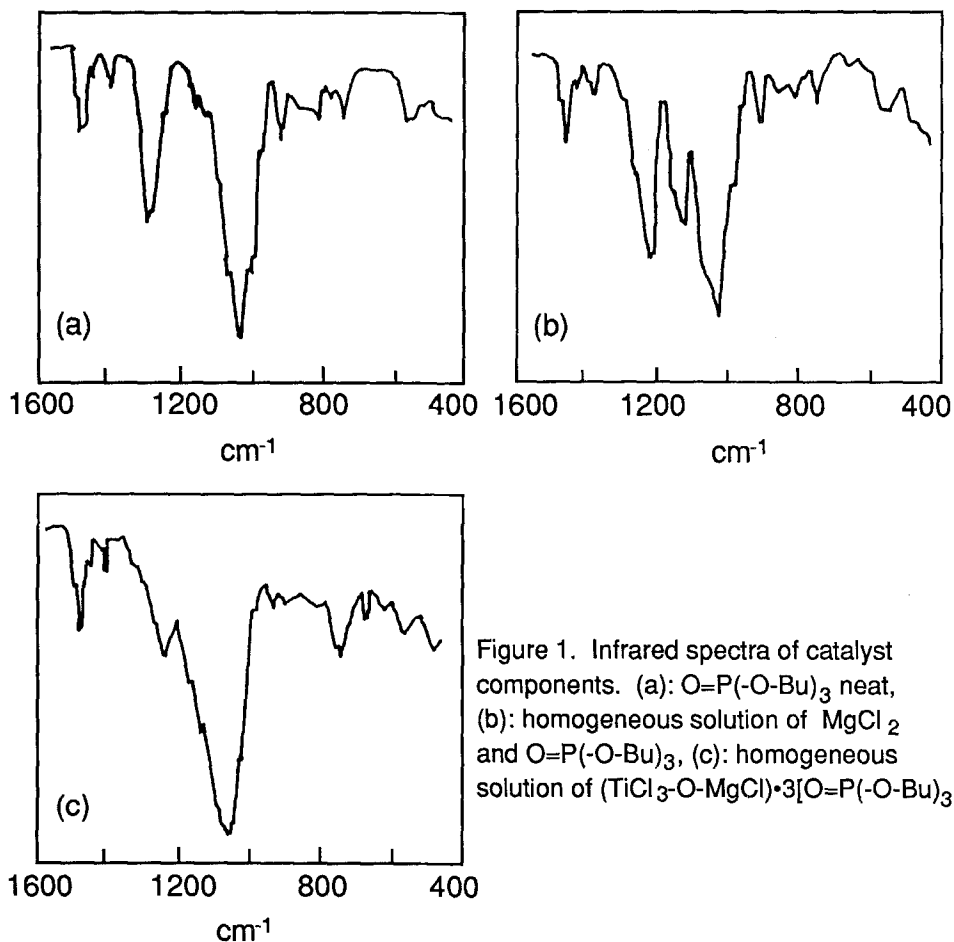 (a)
1600 1200 800 400
cm-1
(b)
1600 1200 800 400
cm-1
(c)
1600 1200 800 400
cm-1
Figure 1. Infrared spectra of catalyst
components. (a): O=P(-O-Bu)3 neat,
(b): homogeneous solution of MgCl2
and O=P(-O-Bu)3, (c): homogeneous
solution of (TiCl3-O-MgCl)•3[O=P(-O-Bu)3